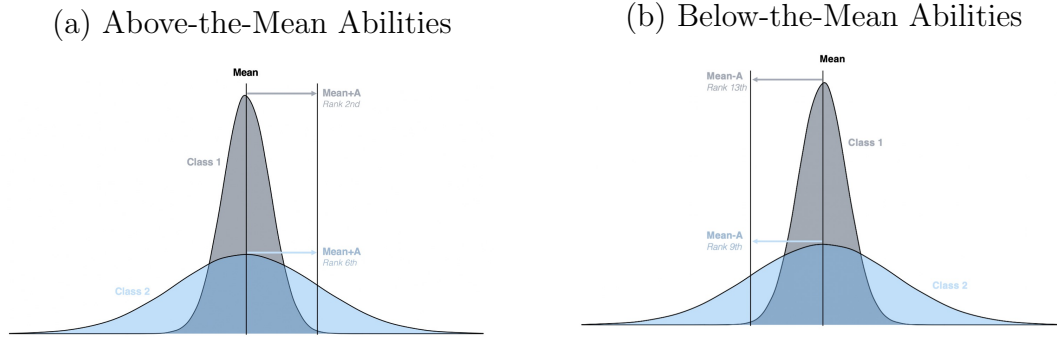 (a) Above-the-Mean Abilities
Mean
Mean+A
Rank 2nd
Class 1
Mean+A
Rank 6th
Class 2
(b) Below-the-Mean Abilities
Mean
Mean-A
Rank 13th
Class 1
Mean-A
Rank 9th
Class 2